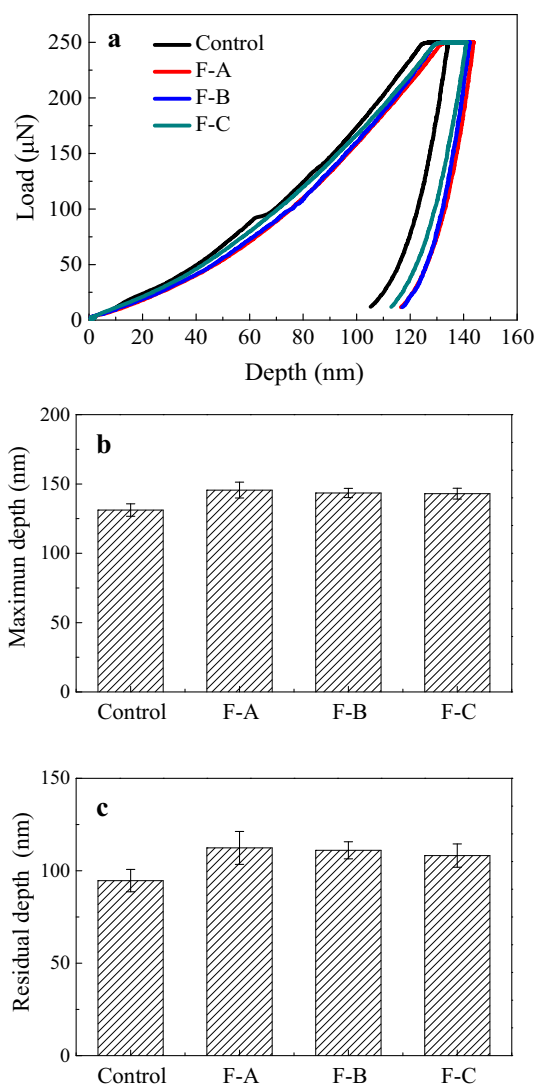 a
Control
F-A
F-B
F-C
250
200
150
100
50
0
Load (μN)
0 20 40 60 80 100 120 140 160
Depth (nm)
b
200
150
100
50
0
Maximun depth (nm)
Control F-A F-B F-C
c
150
100
50
0
Residual depth (nm)
Control F-A F-B F-C